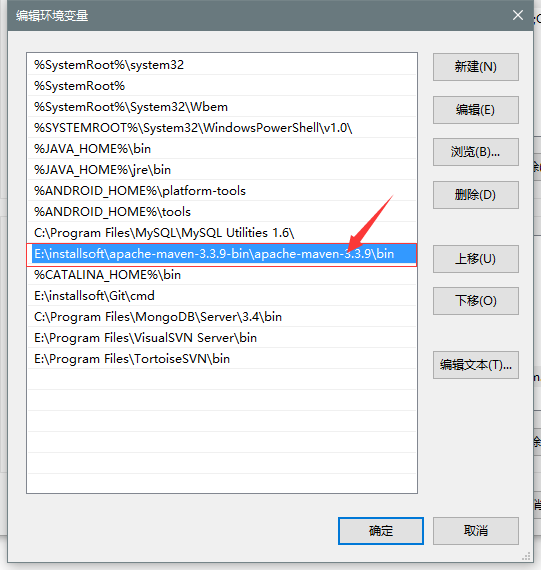 编辑环境变量
%SystemRoot%\system32
%SystemRoot%
%SystemRoot%\System32\Wbem
%SYSTEMROOT%\System32\WindowsPowerShell\v1.0\
%JAVA_HOME%\bin
%JAVA_HOME%\jre\bin
%ANDROID_HOME%\platform-tools
%ANDROID_HOME%\tools
C:\Program Files\MySQL\MySQL Utilities 1.6\
E:\installsoft\apache-maven-3.3.9-bin\apache-maven-3.3.9\bin
%CATALINA_HOME%\bin
E:\installsoft\Git\cmd
C:\Program Files\MongoDB\Server\3.4\bin
E:\Program Files\VisualSVN Server\bin
E:\Program Files\TortoiseSVN\bin
新建(N)
编辑(E)
浏览(B)...
删除(D)
上移(U)
下移(O)
编辑文本(T)...
确定
取消